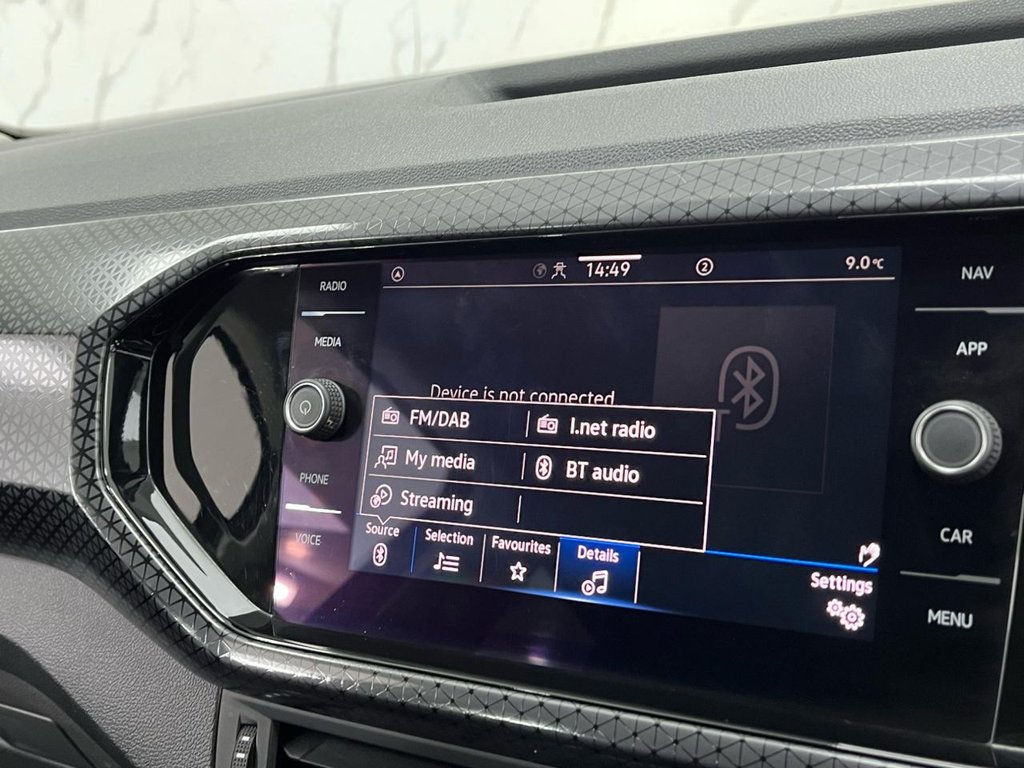 RADIO
MEDIA
PHONE
VOICE
14:49
2
9.0°C
Device is not connected.
FM/DAB
I.net radio
My media
BT audio
Streaming
Source
Selection
Favourites
Details
Settings
NAV
APP
CAR
MENU